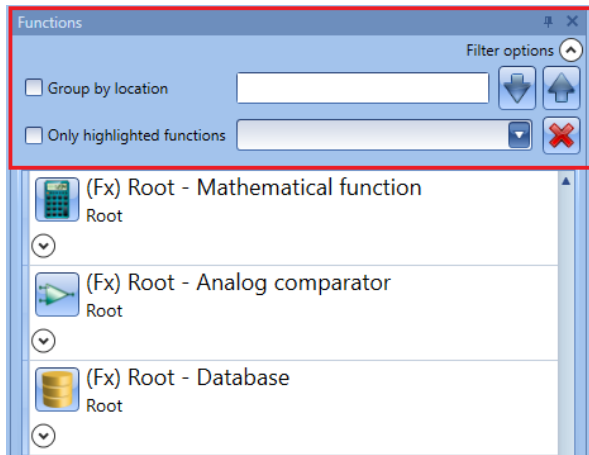 Functions
Filter options
Group by location
Only highlighted functions
(Fx) Root - Mathematical function
Root
(Fx) Root - Analog comparator
Root
(Fx) Root - Database
Root